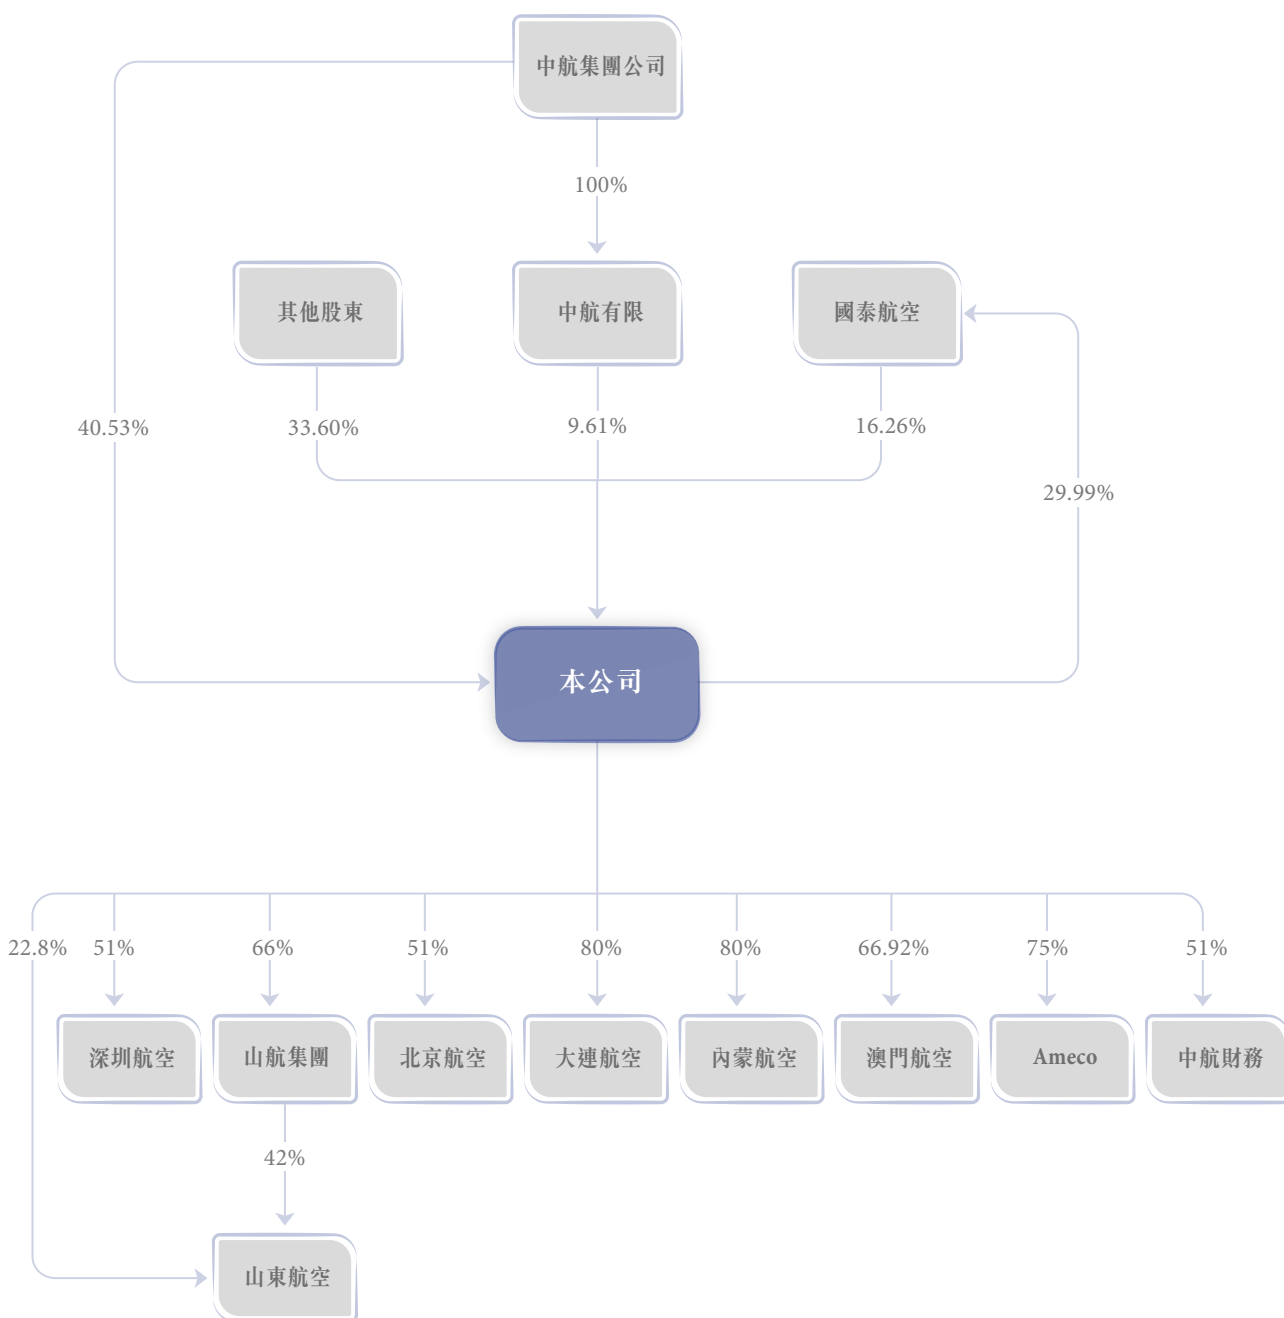 中航集團公司
100%
其他股東
中航有限
國泰航空
40.53%
33.60%
9.61%
16.26%
29.99%
本公司
22.8%
51%
66%
51%
80%
80%
66.92%
75%
51%
深圳航空
山航集團
北京航空
大連航空
內蒙航空
澳門航空
Ameco
中航財務
42%
山東航空